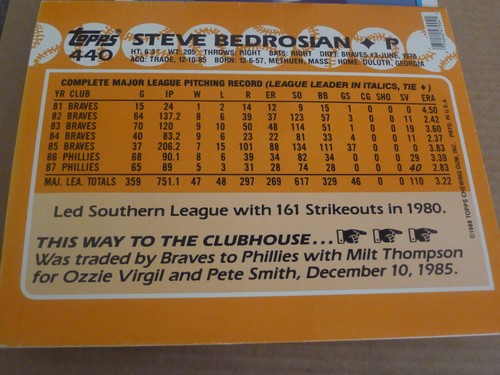 Topps
440
STEVE BEDROSIAN ♦ P
HT: 6'3" WT: 205 THROWS: RIGHT BATS: RIGHT DRFT: BRAVES #3-JUNE, 1978
ACQ: TRADE, 12-10-85 BORN: 12-6-57, METHUEN, MASS. HOME: DULUTH, GEORGIA
COMPLETE MAJOR LEAGUE PITCHING RECORD (LEAGUE LEADER IN ITALICS, TIE ♦)
YR CLUB G IP W L R ER SO BB GS CG SHO SV ERA
81 BRAVES 15 24 1 2 14 12 9 15 1 0 0 0 4.50
82 BRAVES 64 137.2 8 6 39 37 123 57 3 0 0 11 2.42
83 BRAVES 70 120 9 10 50 48 114 51 1 0 0 19 3.60
84 BRAVES 40 83.2 9 6 23 22 81 33 4 0 0 11 2.37
85 BRAVES 37 206.2 7 15 101 88 134 111 37 0 0 0 3.83
86 PHILLIES 68 90.1 8 6 39 34 82 34 0 0 0 29 3.39
87 PHILLIES 65 89 5 3 31 28 74 28 0 0 0 40 2.83
MAJ. LEA. TOTALS 359 751.1 47 48 297 269 617 329 46 0 0 110 3.22
Led Southern League with 161 Strikeouts in 1980.
THIS WAY TO THE CLUBHOUSE...
Was traded by Braves to Phillies with Milt Thompson
for Ozzie Virgil and Pete Smith, December 10, 1985.
©1988 TOPPS CHEWING GUM, INC. PRTD. IN U.S.A.